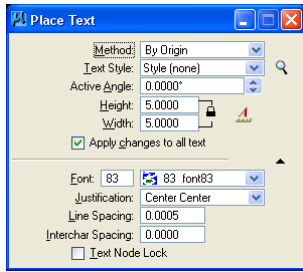 Place Text
Method: By Origin
Text Style: Style (none)
Active Angle: 0.0000°
Height: 5.0000
Width: 5.0000
Apply changes to all text
Font: 83 83 font83
Justification: Center Center
Line Spacing: 0.0005
Interchar Spacing: 0.0000
Text Node Lock